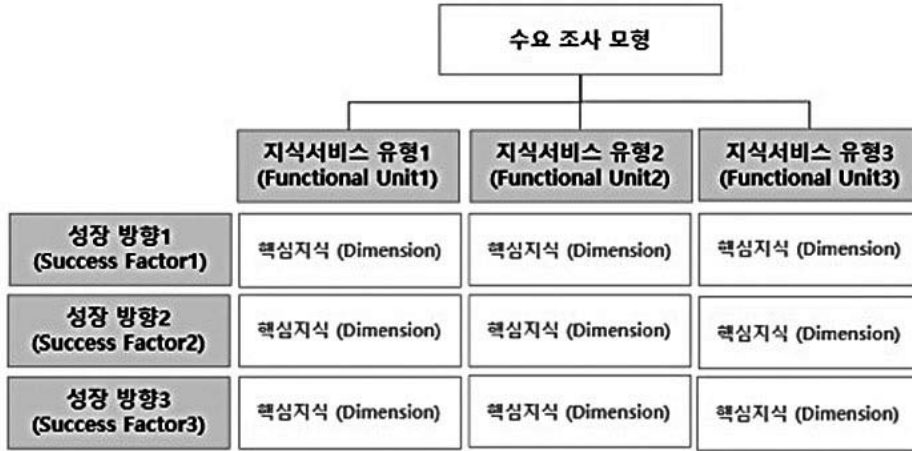 수요 조사 모형
지식서비스 유형1
(Functional Unit1)
지식서비스 유형2
(Functional Unit2)
지식서비스 유형3
(Functional Unit3)
성장 방향1
(Success Factor1)
핵심지식 (Dimension)
핵심지식 (Dimension)
핵심지식 (Dimension)
성장 방향2
(Success Factor2)
핵심지식 (Dimension)
핵심지식 (Dimension)
핵심지식 (Dimension)
성장 방향3
(Success Factor3)
핵심지식 (Dimension)
핵심지식 (Dimension)
핵심지식 (Dimension)